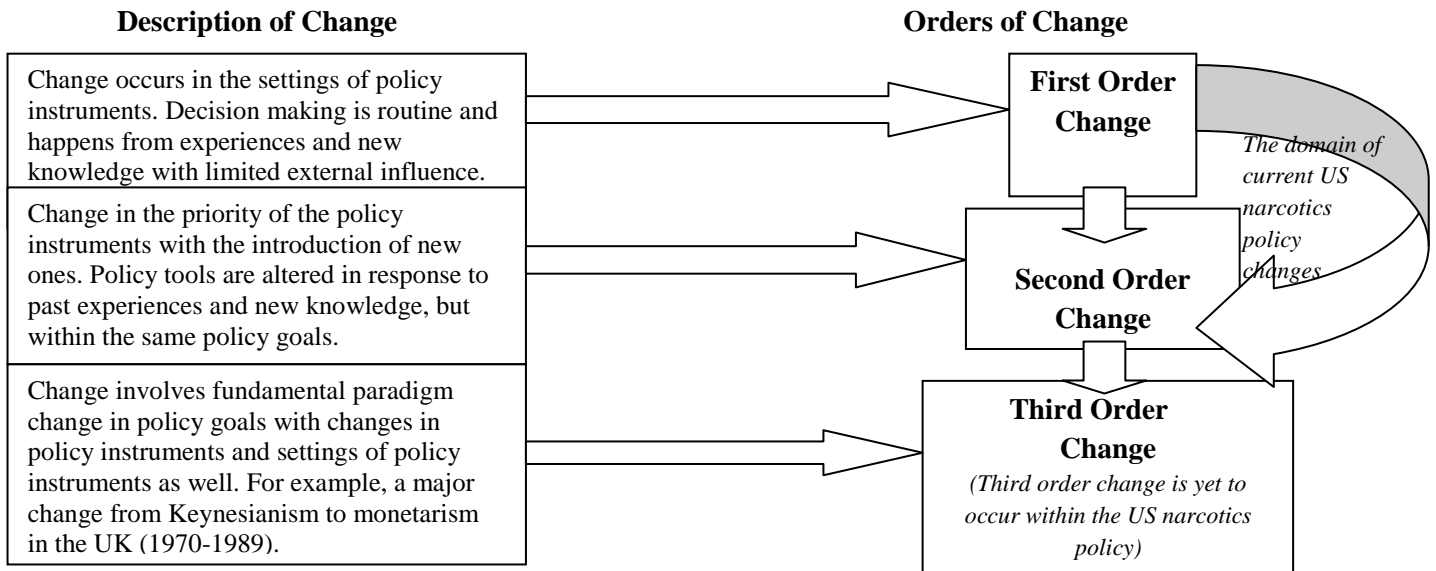 Description of Change
Orders of Change
Change occurs in the settings of policy
instruments. Decision making is routine and
happens from experiences and new
knowledge with limited external influence.
First Order
Change
The domain of
current US
narcotics
policy
changes
Change in the priority of the policy
instruments with the introduction of new
ones. Policy tools are altered in response to
past experiences and new knowledge, but
within the same policy goals.
Second Order
Change
Change involves fundamental paradigm
change in policy goals with changes in
policy instruments and settings of policy
instruments as well. For example, a major
change from Keynesianism to monetarism
in the UK (1970-1989).
Third Order
Change
(Third order change is yet to
occur within the US narcotics
policy)